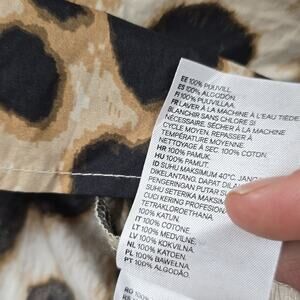 EE 100% PUUVILL.
ES 100% ALGODÓN.
FI 100% PUUVILLAA.
FR LAVER À LA MACHINE À L'EAU TIÈDE.
BLANCHIR SANS CHLORE SI
NÉCESSAIRE. SÉCHER À LA MACHINE
CYCLE MOYEN. REPASSER À
TEMPÉRATURE MOYENNE
NETTOYAGE À SEC. 100% COTON.
HR 100% PAMUK.
HU 100% PAMUT.
ID SUHU MAKSIMUM 40°C. JANG
DIKELANTANG. DAPAT DILA
PENGERINGAN PUTAR
SUHU SETERIKA MAKSIM
CUCI KERING PROFESION
TETRAKLOROETHANA
100% KATUN.
IT 100% COTONE.
LT 100% MEDVILNĖ.
LV 100% KOKVILNA.
NL 100% KATOEN.
PL 100% BAWEŁNA.
PT 100% ALGODÃO.